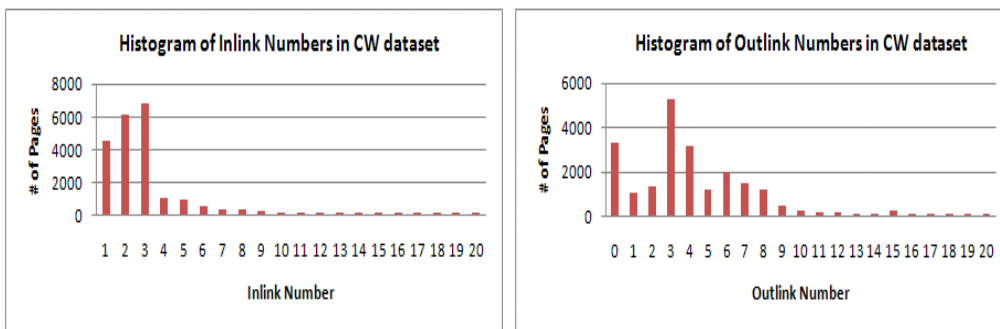 Histogram of Inlink Numbers in CW dataset
# of Pages
8000
6000
4000
2000
0
1 2 3 4 5 6 7 8 9 10 11 12 13 14 15 16 17 18 19 20
Inlink Number
Histogram of Outlink Numbers in CW dataset
# of Pages
6000
4000
2000
0
0 1 2 3 4 5 6 7 8 9 10 11 12 13 14 15 16 17 18 19 20
Outlink Number